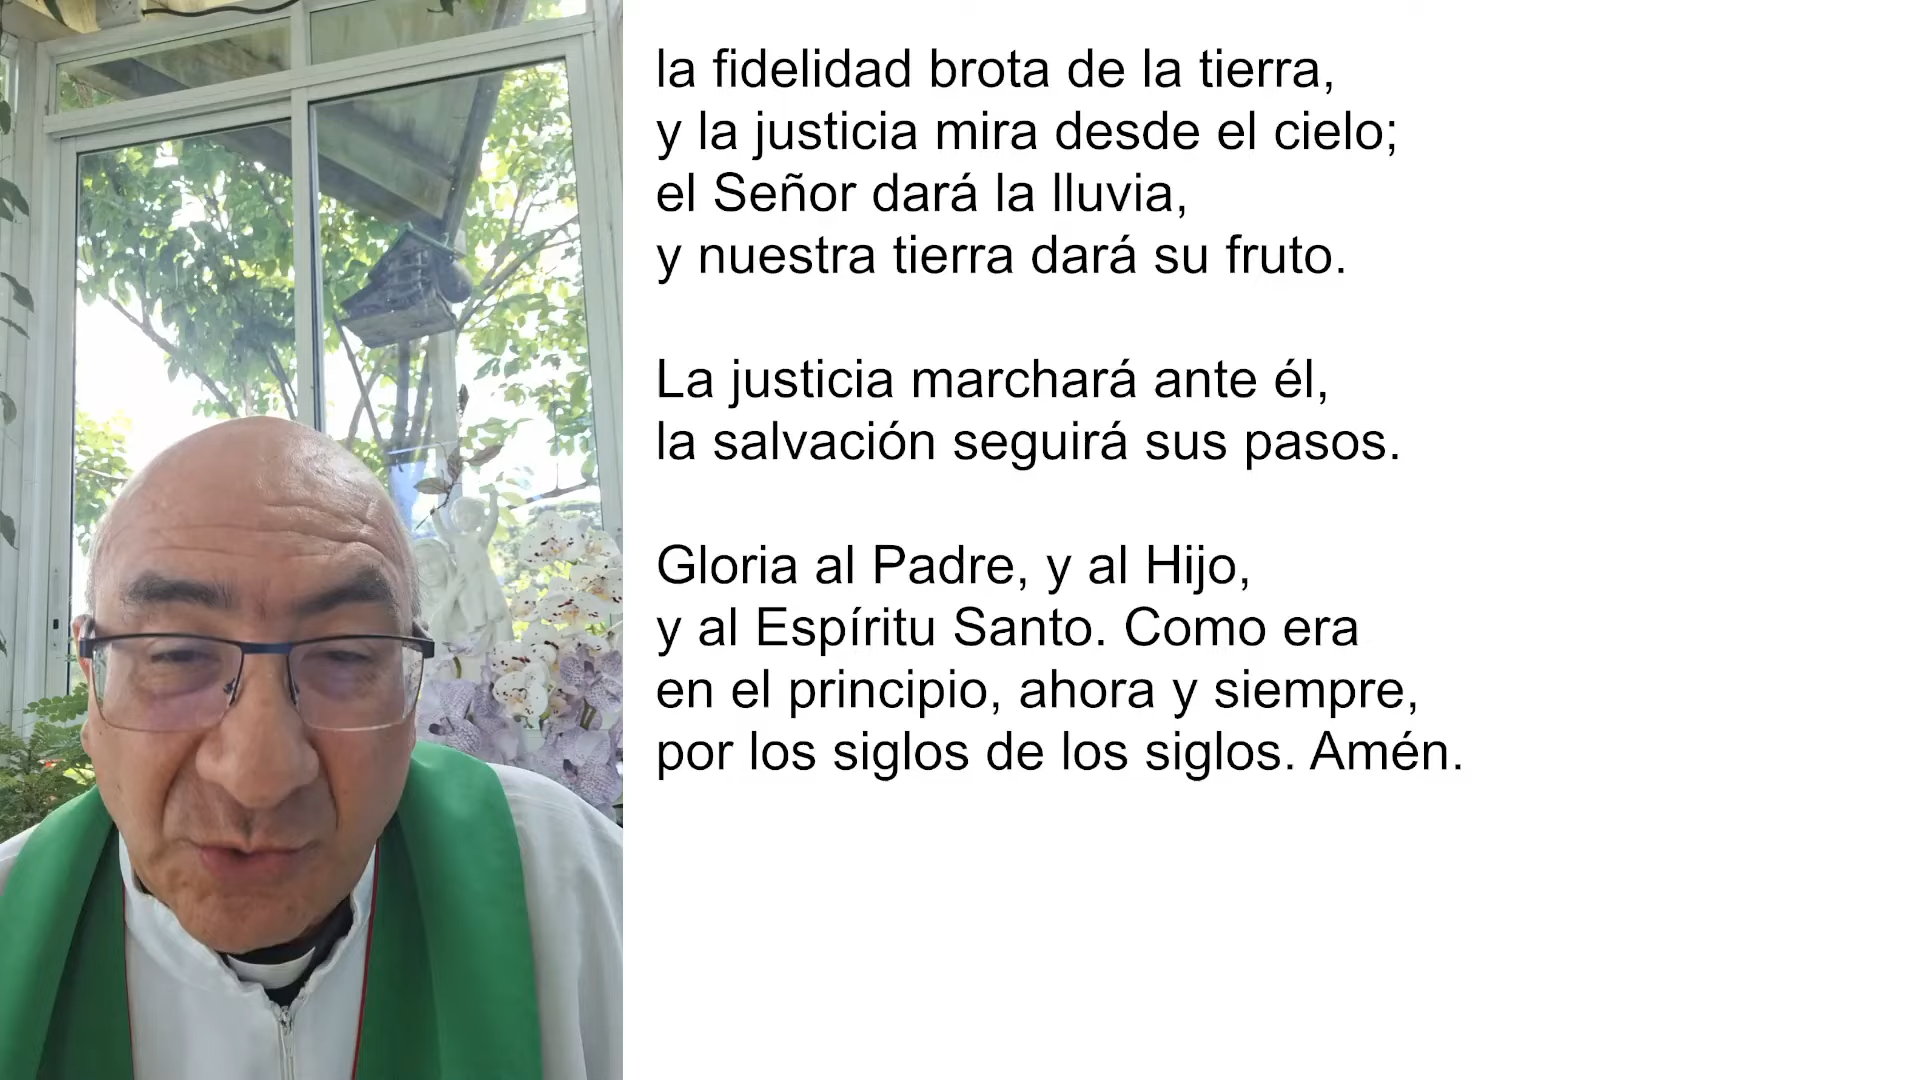 la fidelidad brota de la tierra,
y la justicia mira desde el cielo;
el Señor dará la lluvia,
y nuestra tierra dará su fruto.
La justicia marchará ante él,
la salvación seguirá sus pasos.
Gloria al Padre, y al Hijo,
y al Espíritu Santo. Como era
en el principio, ahora y siempre,
por los siglos de los siglos. Amén.